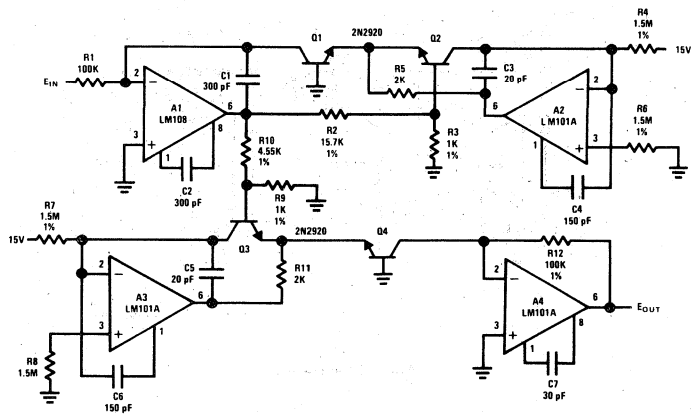 R1
100K
E_IN
2
A1
LM108
3
6
8
1
C2
300 pF
C1
300 pF
Q1
2N2920
Q2
R5
2K
R2
15.7K
1%
R3
1K
1%
C3
20 pF
R4
1.5M
1%
15V
2
A2
LM101A
6
3
1
R6
1.5M
1%
C4
150 pF
R10
4.55K
1%
R9
1K
1%
R7
1.5M
1%
15V
2N2920
Q3
Q4
C5
20 pF
R11
2K
2
A3
LM101A
6
3
1
R8
1.5M
C6
150 pF
R12
100K
1%
2
A4
LM101A
6
E_OUT
3
8
1
C7
30 pF